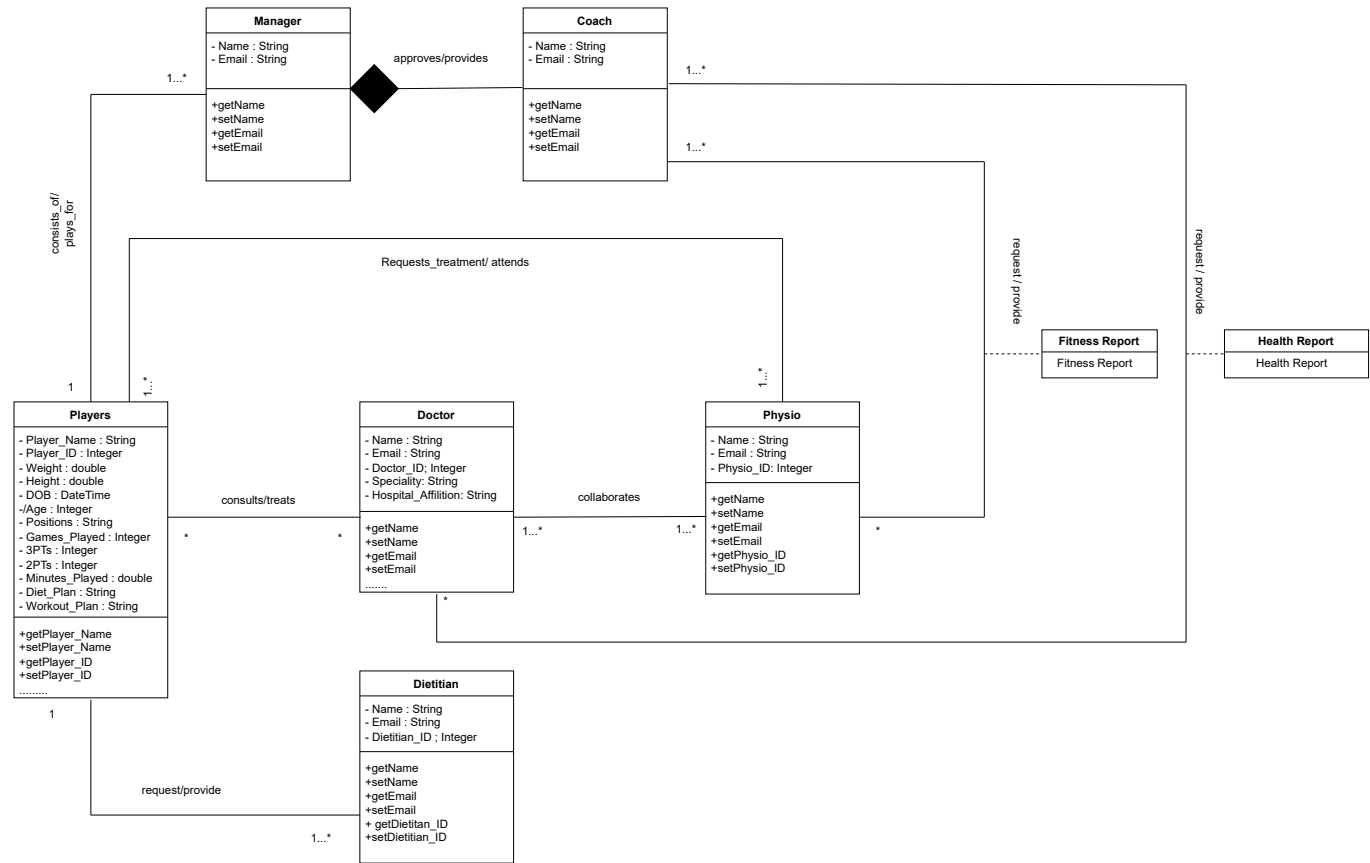 Manager
- Name : String
- Email : String
+getName
+setName
+getEmail
+setEmail
approves/provides
Coach
- Name : String
- Email : String
+getName
+setName
+getEmail
+setEmail
1...*
1...*
1...*
consists_of/
plays_for
Requests_treatment/ attends
request / provide
request / provide
Fitness Report
Fitness Report
Health Report
Health Report
1
1...*
1...*
Players
- Player_Name : String
- Player_ID : Integer
- Weight : double
- Height : double
- DOB : DateTime
-/Age : Integer
- Positions : String
- Games_Played : Integer
- 3PTs : Integer
- 2PTs : Integer
- Minutes_Played : double
- Diet_Plan : String
- Workout_Plan : String
+getPlayer_Name
+setPlayer_Name
+getPlayer_ID
+setPlayer_ID
.........
consults/treats
*
*
Doctor
- Name : String
- Email : String
- Doctor_ID; Integer
- Speciality: String
- Hospital_Affilition: String
+getName
+setName
+getEmail
+setEmail
.......
collaborates
1...*
1...*
Physio
- Name : String
- Email : String
- Physio_ID: Integer
+getName
+setName
+getEmail
+setEmail
+getPhysio_ID
+setPhysio_ID
*
*
1
request/provide
1...*
Dietitian
- Name : String
- Email : String
- Dietitian_ID ; Integer
+getName
+setName
+getEmail
+setEmail
+ getDietitan_ID
+setDietitian_ID